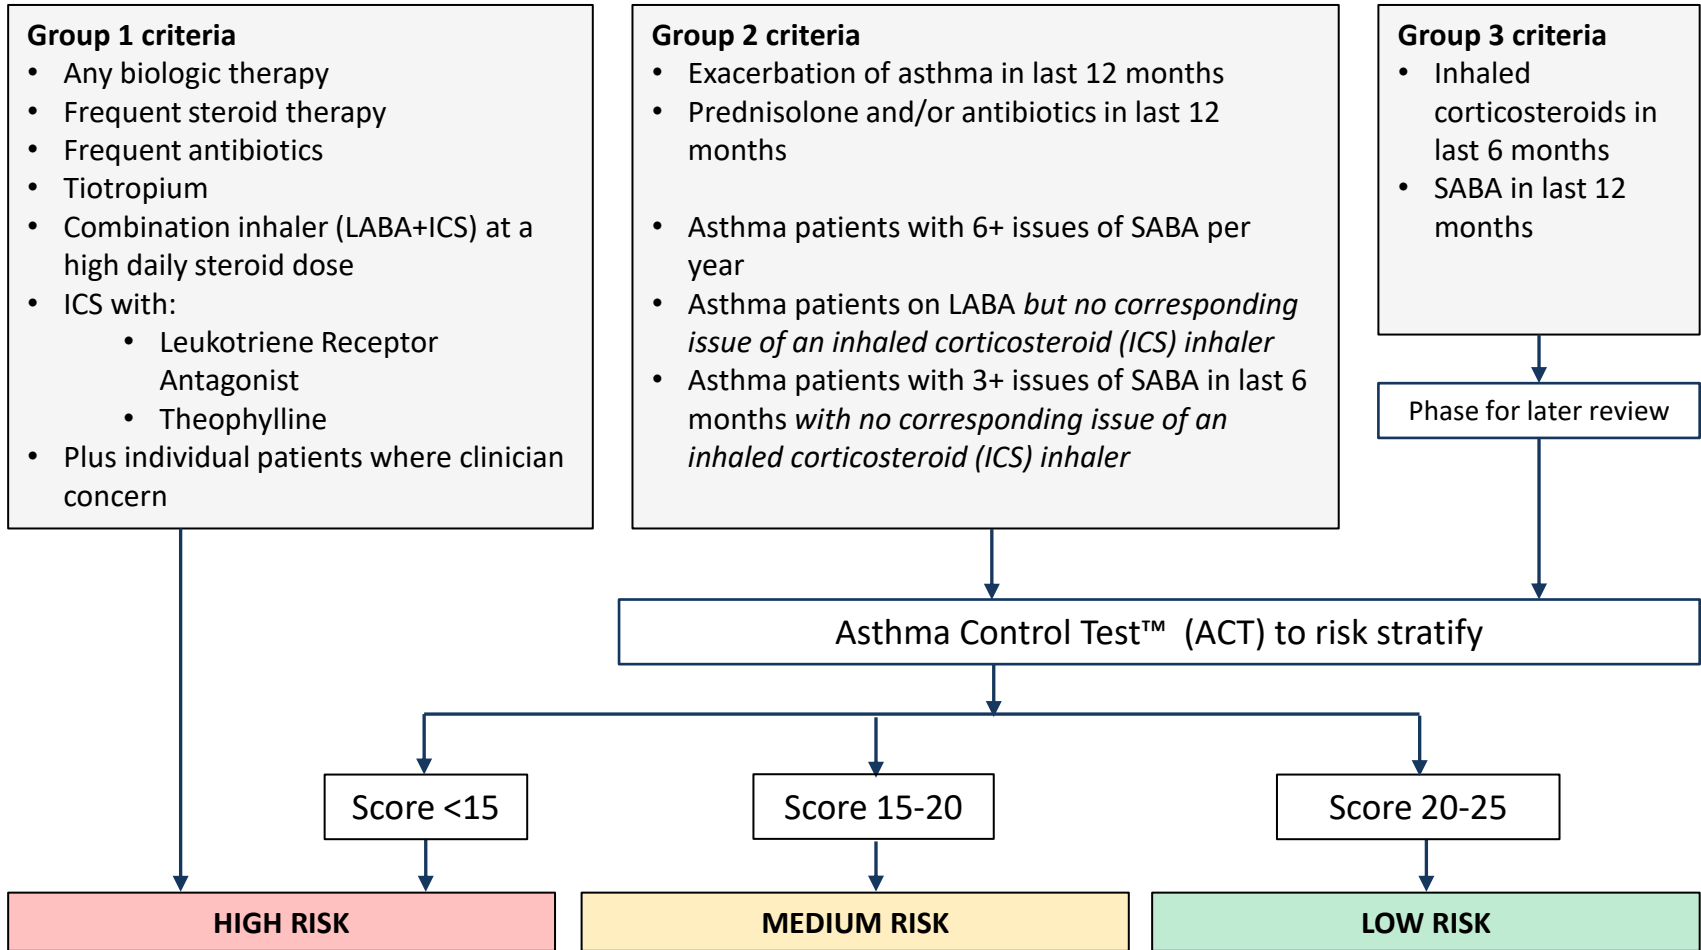 Group 1 criteria
• Any biologic therapy
• Frequent steroid therapy
• Frequent antibiotics
• Tiotropium
• Combination inhaler (LABA+ICS) at a
high daily steroid dose
• ICS with:
• Leukotriene Receptor
Antagonist
• Theophylline
• Plus individual patients where clinician
concern
Group 2 criteria
• Exacerbation of asthma in last 12 months
• Prednisolone and/or antibiotics in last 12
months
• Asthma patients with 6+ issues of SABA per
year
• Asthma patients on LABA but no corresponding
issue of an inhaled corticosteroid (ICS) inhaler
• Asthma patients with 3+ issues of SABA in last 6
months with no corresponding issue of an
inhaled corticosteroid (ICS) inhaler
Group 3 criteria
• Inhaled
corticosteroids in
last 6 months
• SABA in last 12
months
Phase for later review
Asthma Control Test™ (ACT) to risk stratify
Score <15
Score 15-20
Score 20-25
HIGH RISK
MEDIUM RISK
LOW RISK